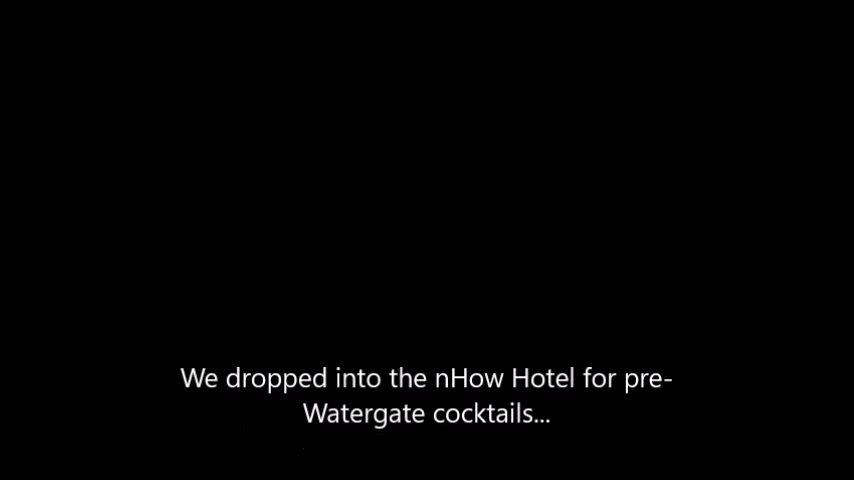 We dropped into the nHow Hotel for pre-
Watergate cocktails...